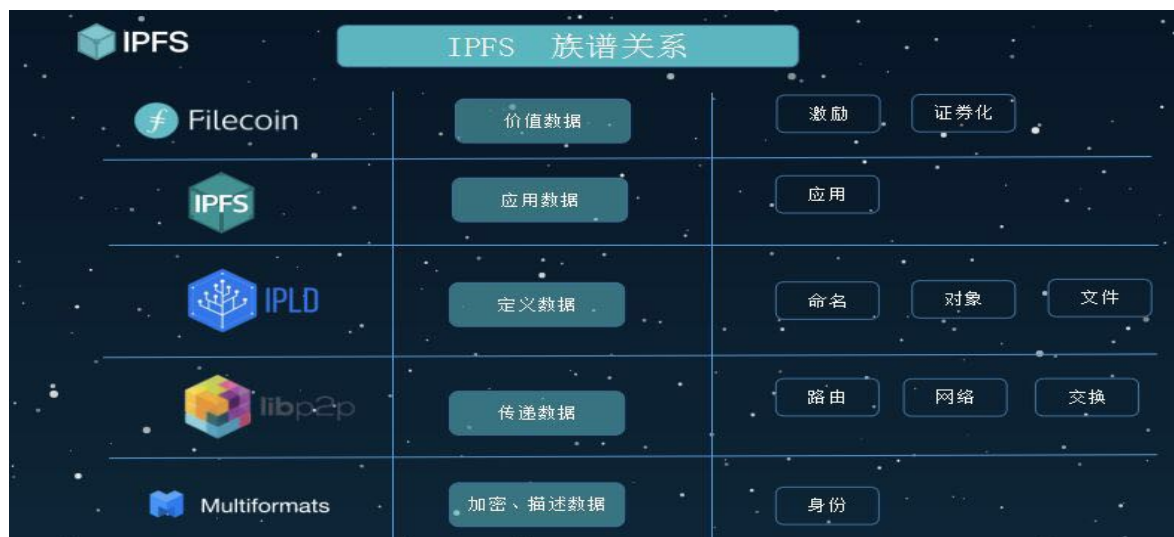 IPFS
IPFS 族谱关系
Filecoin 价值数据 激励 证券化
IPFS 应用数据 应用
IPLD 定义数据 命名 对象 文件
libp2p 传递数据 路由 网络 交换
Multiformats 加密、描述数据 身份